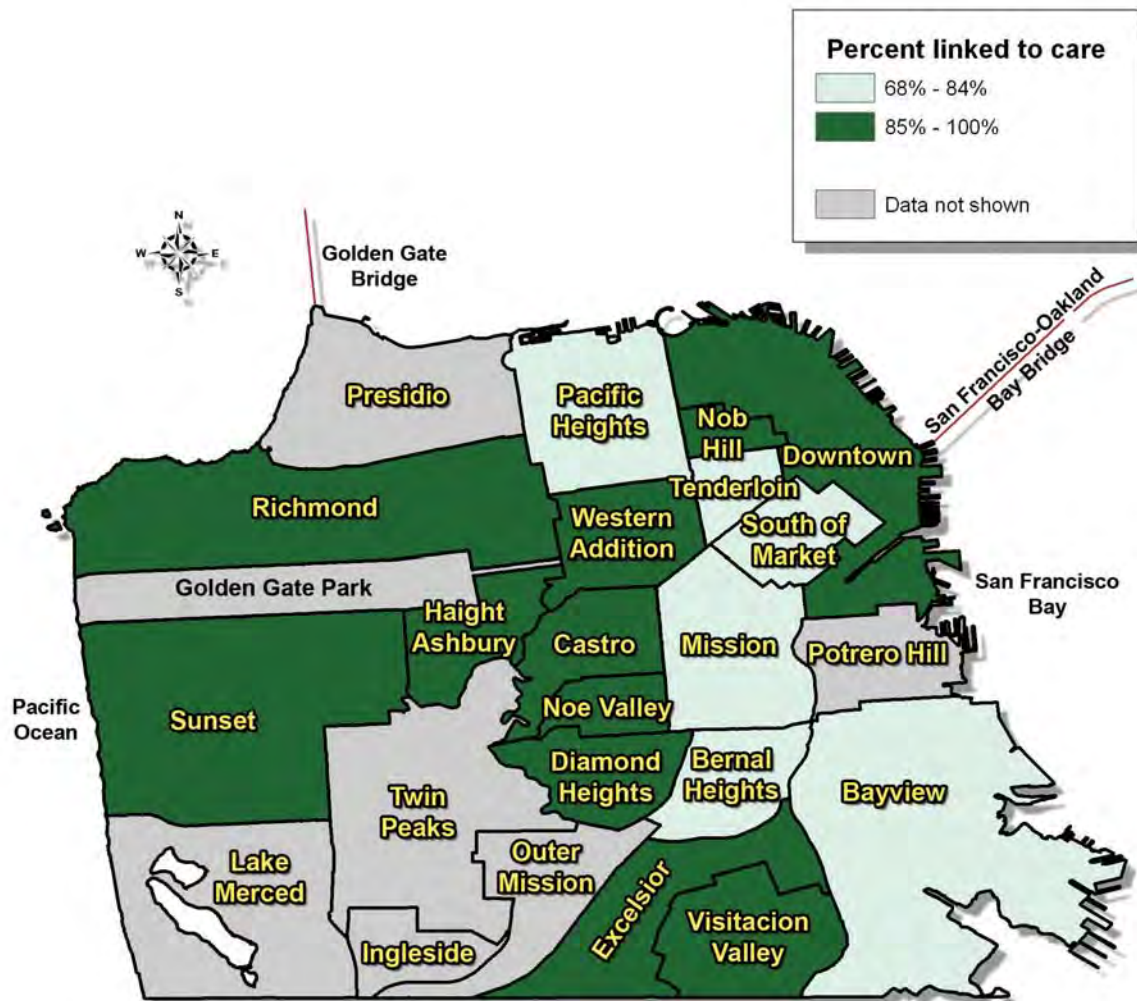 Percent linked to care
68% - 84%
85% - 100%
Data not shown
N
W E
S
Golden Gate
Bridge
San Francisco-Oakland
Bay Bridge
Presidio
Pacific
Heights
Nob
Hill
Downtown
Tenderloin
Richmond
Western
Addition
South of
Market
Golden Gate Park
San Francisco
Bay
Haight
Ashbury
Castro
Mission
Potrero Hill
Pacific
Ocean
Sunset
Noe Valley
Diamond
Heights
Bernal
Heights
Bayview
Twin
Peaks
Lake
Merced
Outer
Mission
Excelsior
Visitacion
Valley
Ingleside